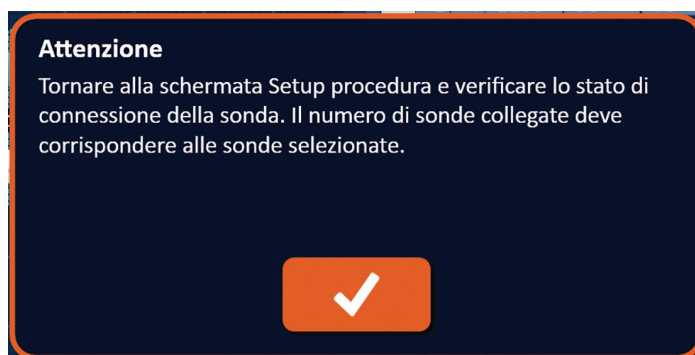 Attenzione
Tornare alla schermata Setup procedura e verificare lo stato di
connessione della sonda. Il numero di sonde collegate deve
corrispondere alle sonde selezionate.